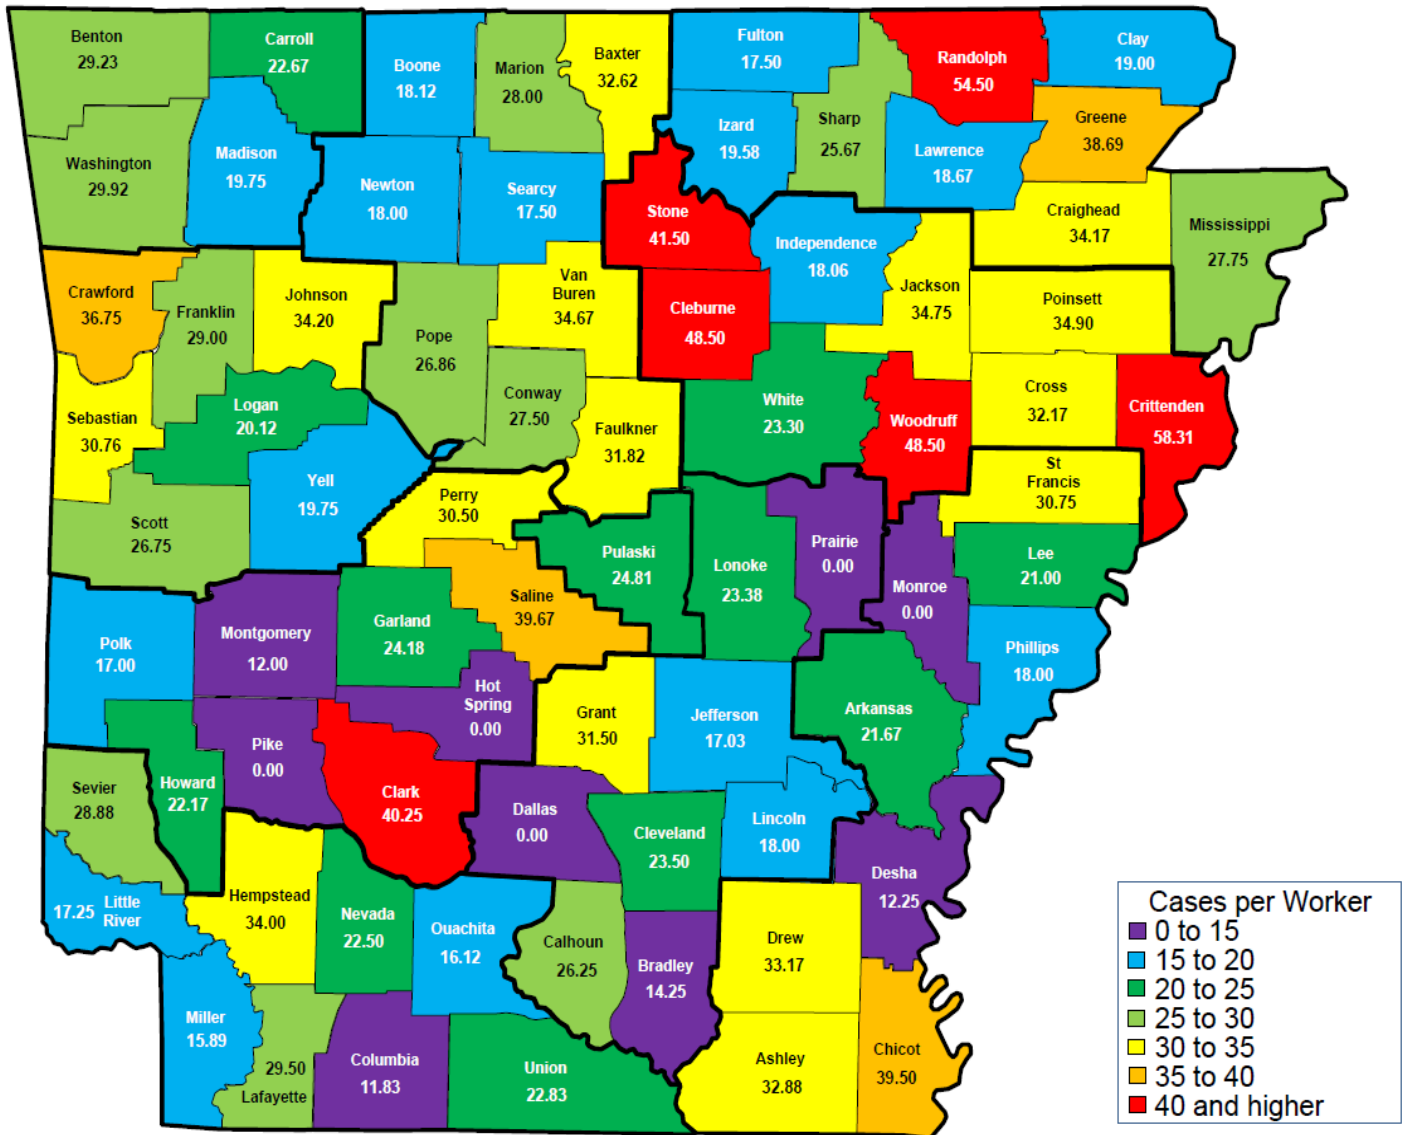 Benton
29.23
Carroll
22.67
Boone
18.12
Marion
28.00
Baxter
32.62
Fulton
17.50
Randolph
54.50
Clay
19.00
Washington
29.92
Madison
19.75
Newton
18.00
Searcy
17.50
Stone
41.50
Izard
19.58
Sharp
25.67
Lawrence
18.67
Greene
38.69
Craighead
34.17
Mississippi
27.75
Crawford
36.75
Franklin
29.00
Johnson
34.20
Pope
26.86
Van
Buren
34.67
Cleburne
48.50
Independence
18.06
Jackson
34.75
Poinsett
34.90
Sebastian
30.76
Logan
20.12
Conway
27.50
Faulkner
31.82
White
23.30
Woodruff
48.50
Cross
32.17
Crittenden
58.31
Scott
26.75
Yell
19.75
Perry
30.50
Pulaski
24.81
Lonoke
23.38
Prairie
0.00
Monroe
0.00
St
Francis
30.75
Lee
21.00
Polk
17.00
Montgomery
12.00
Garland
24.18
Saline
39.67
Phillips
18.00
Hot
Spring
0.00
Grant
31.50
Jefferson
17.03
Arkansas
21.67
Sevier
28.88
Howard
22.17
Pike
0.00
Clark
40.25
Dallas
0.00
Cleveland
23.50
Lincoln
18.00
Desha
12.25
17.25 Little
River
Hempstead
34.00
Nevada
22.50
Ouachita
16.12
Calhoun
26.25
Bradley
14.25
Drew
33.17
Miller
15.89
29.50
Lafayette
Columbia
11.83
Union
22.83
Ashley
32.88
Chicot
39.50
Cases per Worker
0 to 15
15 to 20
20 to 25
25 to 30
30 to 35
35 to 40
40 and higher